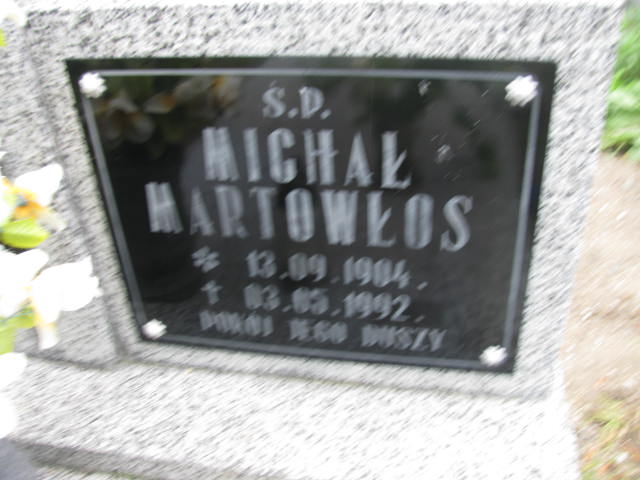 Ś.P.
MICHAŁ
MARTOWŁOS
* 13.09.1904.
† 03.05.1992.
POKÓJ JEGO DUSZY